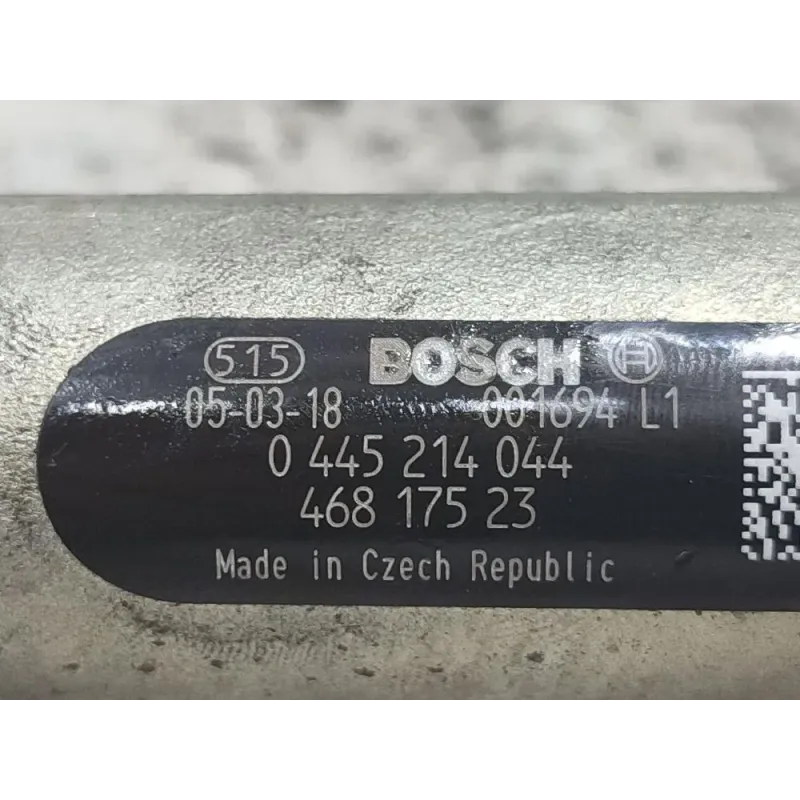 515 BOSCH
05-03-18 001694 L1
0 445 214 044
468 175 23
Made in Czech Republic